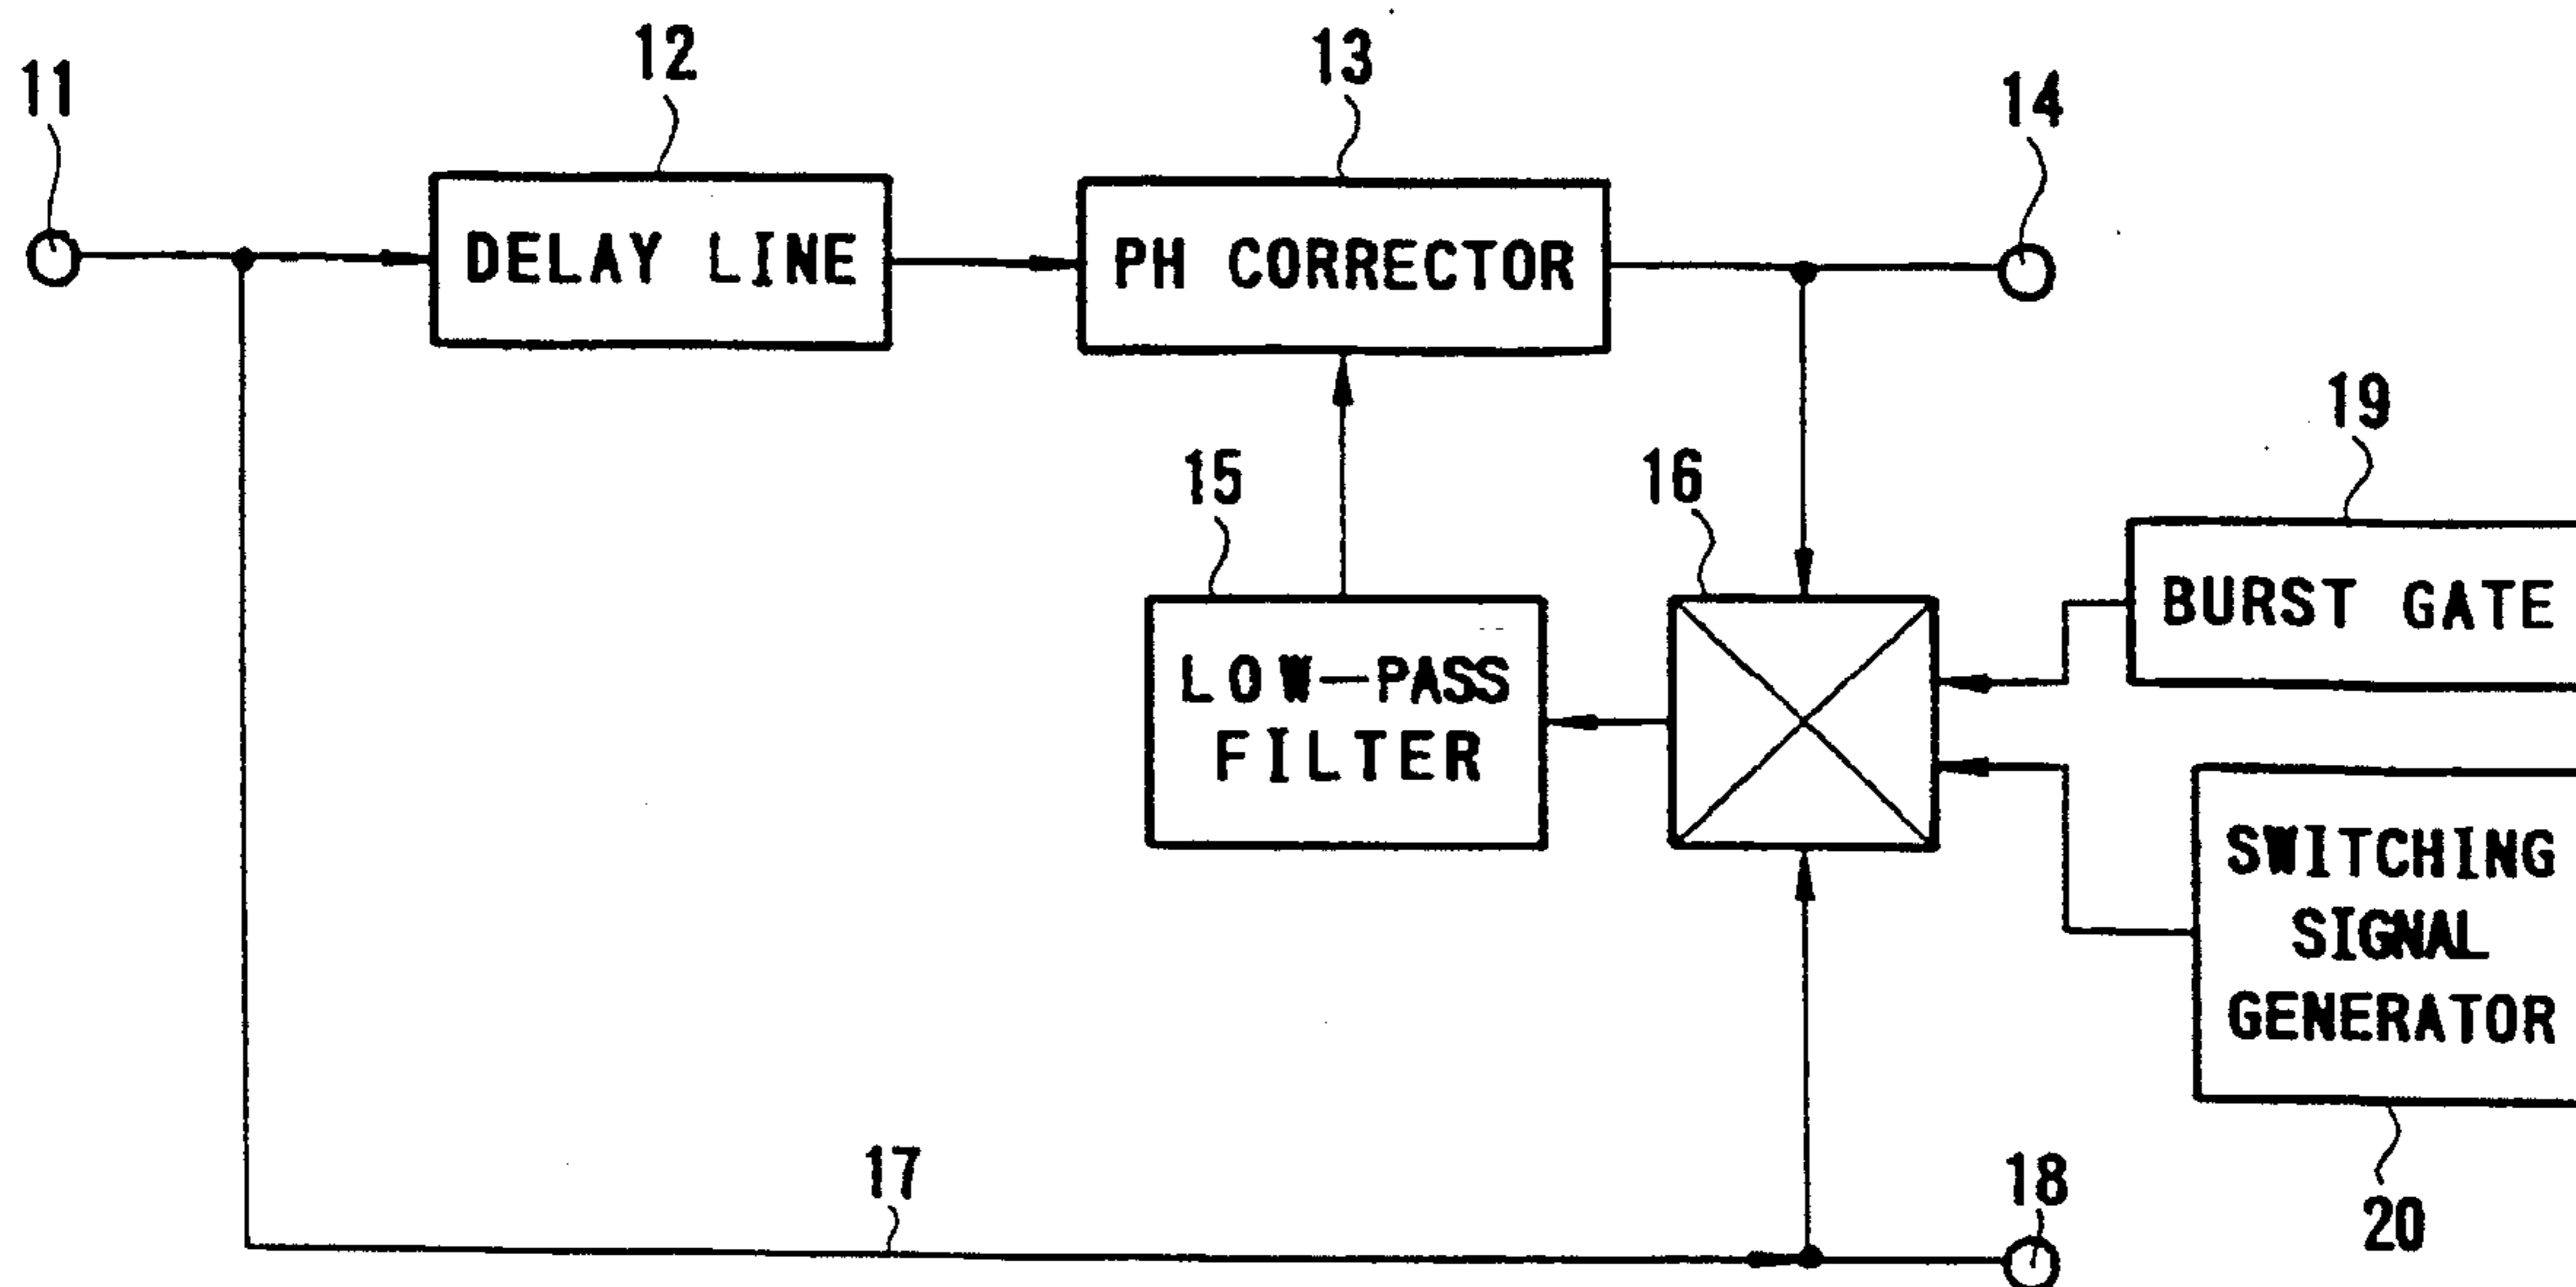 11
12
13
14
DELAY LINE
PH CORRECTOR
15
16
19
LOW-PASS
FILTER
BURST GATE
SWITCHING
SIGNAL
GENERATOR
17
18
20